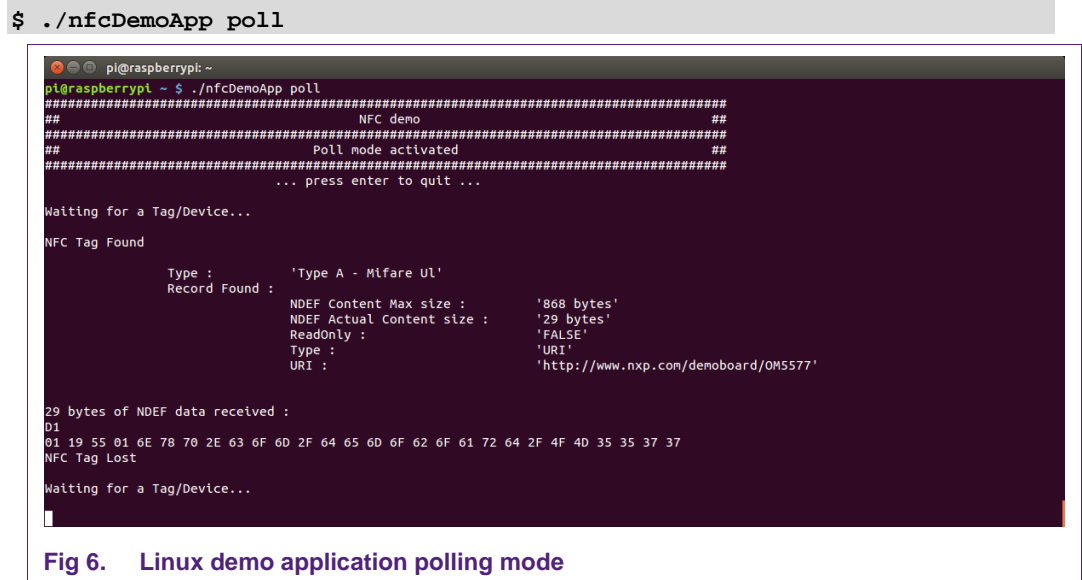 $ ./nfcDemoApp poll
pi@raspberrypi: ~
pi@raspberrypi ~ $ ./nfcDemoApp poll
#########################################################################################
## NFC demo ##
#########################################################################################
## Poll mode activated ##
#########################################################################################
... press enter to quit ...
Waiting for a Tag/Device...
NFC Tag Found
Type : 'Type A - Mifare Ul'
Record Found :
NDEF Content Max size : '868 bytes'
NDEF Actual Content size : '29 bytes'
ReadOnly : 'FALSE'
Type : 'URI'
URI : 'http://www.nxp.com/demoboard/OM5577'
29 bytes of NDEF data received :
D1
01 19 55 01 6E 78 70 2E 63 6F 6D 2F 64 65 6D 6F 62 6F 61 72 64 2F 4F 4D 35 35 37 37
NFC Tag Lost
Waiting for a Tag/Device...
Fig 6. Linux demo application polling mode